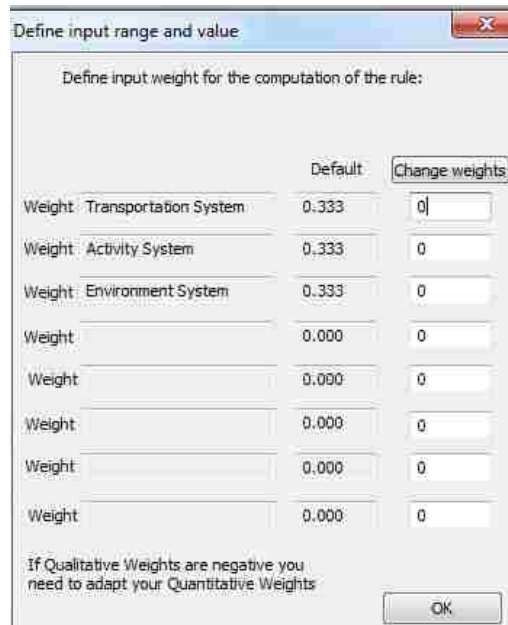 Define input range and value
Define input weight for the computation of the rule:
Default Change weights
Weight Transportation System 0.333 0
Weight Activity System 0.333 0
Weight Environment System 0.333 0
Weight 0.000 0
Weight 0.000 0
Weight 0.000 0
Weight 0.000 0
Weight 0.000 0
If Qualitative Weights are negative you
need to adapt your Quantitative Weights
OK